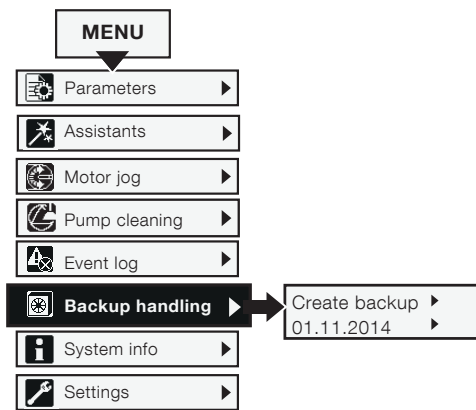 MENU
Parameters
Assistants
Motor jog
Pump cleaning
Event log
Backup handling
Create backup
01.11.2014
System info
Settings